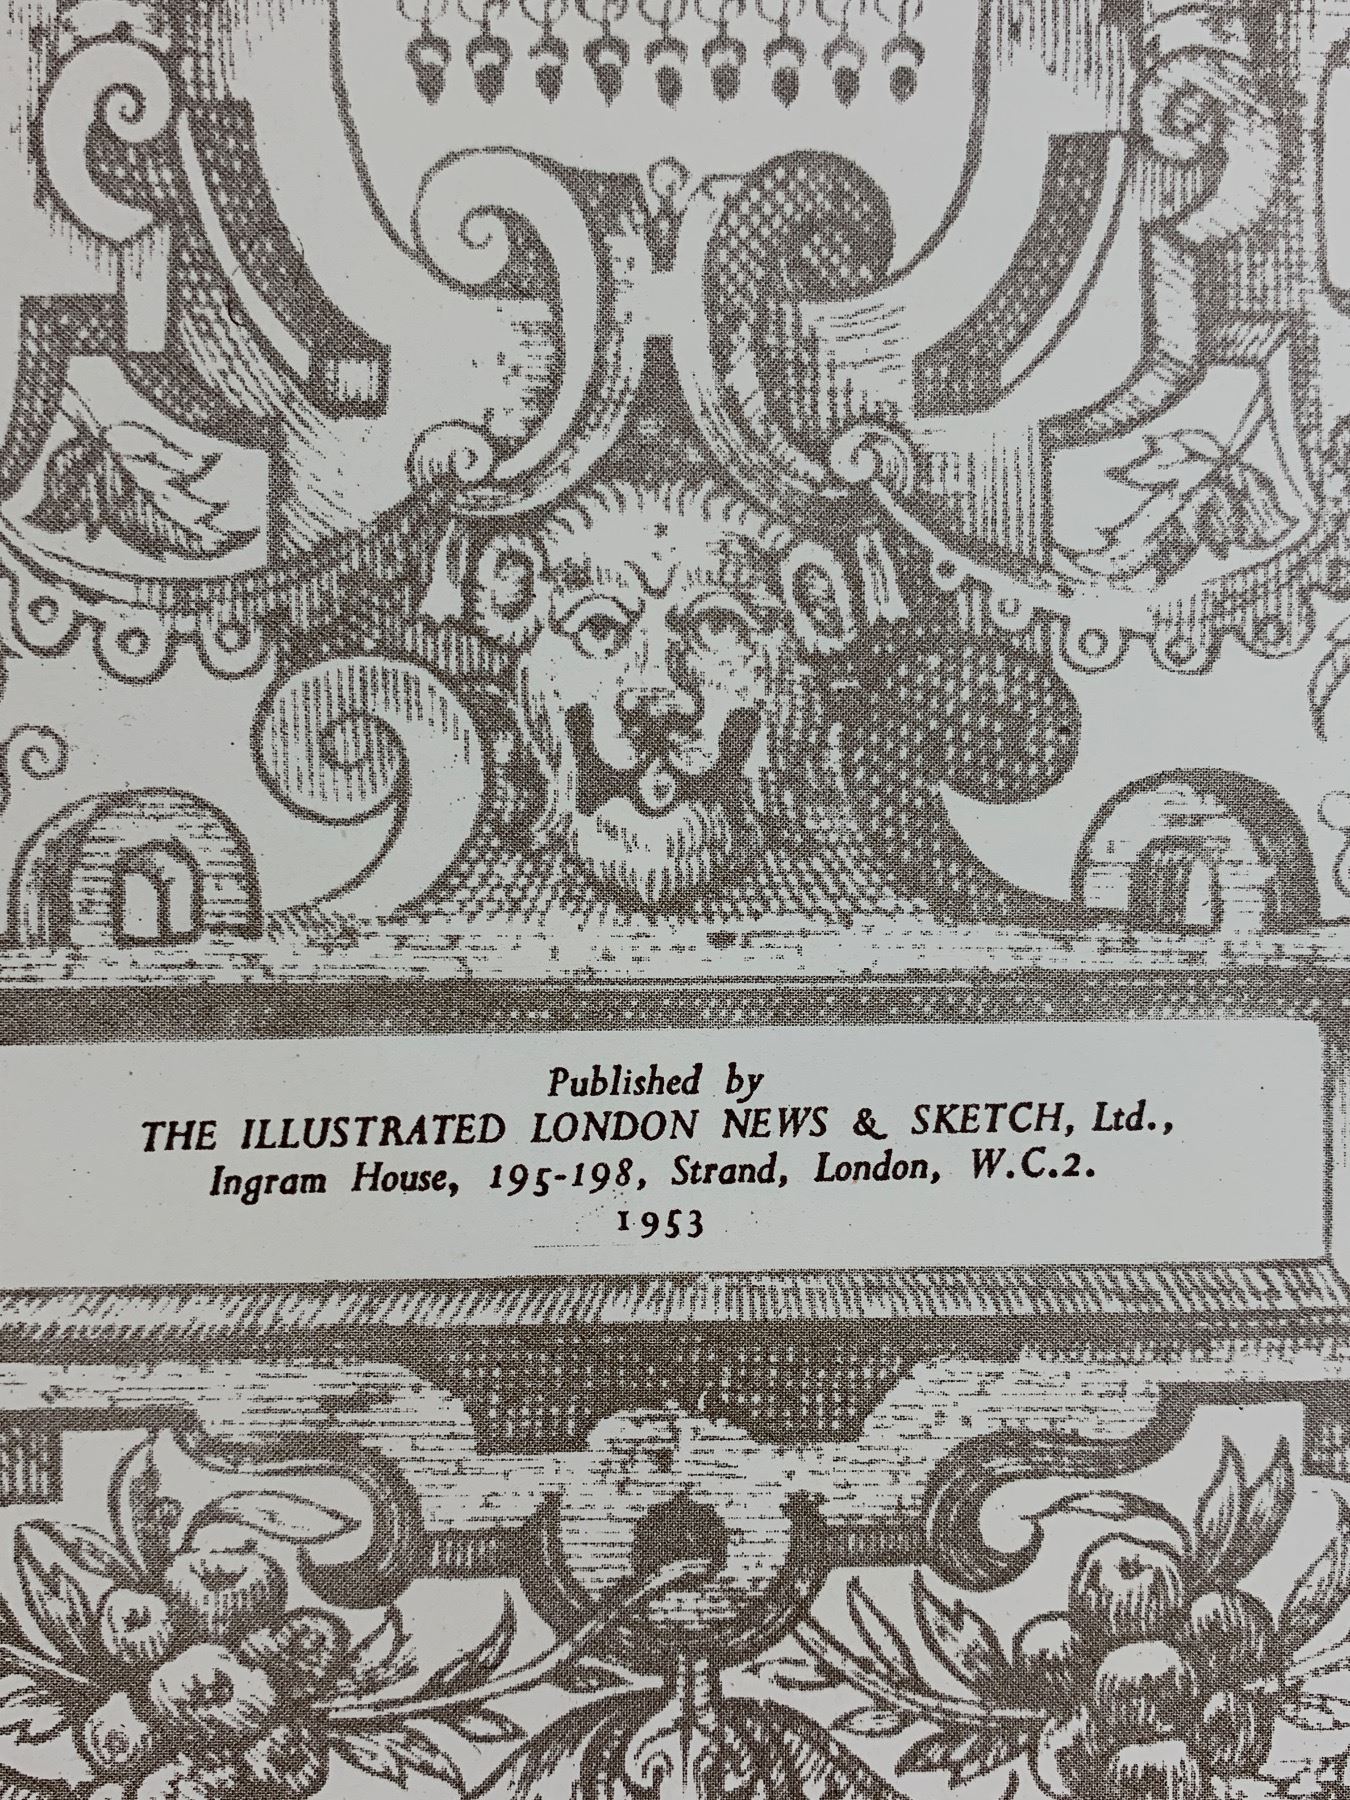 Published by
THE ILLUSTRATED LONDON NEWS & SKETCH, Ltd.,
Ingram House, 195-198, Strand, London, W.C.2.
1953